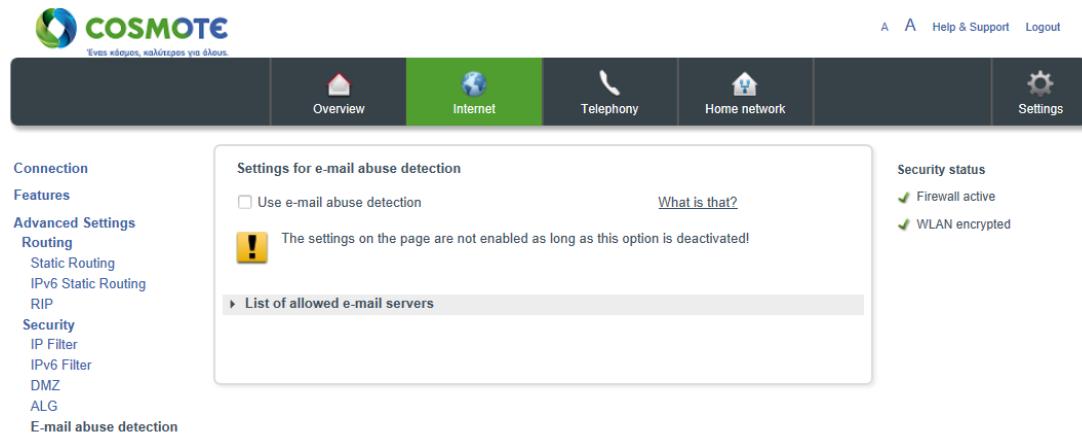 COSMOTE
Ένας κόσμος, καλύτερος για όλους.
A A Help & Support Logout
Overview
Internet
Telephony
Home network
Settings
Connection
Features
Advanced Settings
Routing
Static Routing
IPv6 Static Routing
RIP
Security
IP Filter
IPv6 Filter
DMZ
ALG
E-mail abuse detection
Settings for e-mail abuse detection
Use e-mail abuse detection What is that?
The settings on the page are not enabled as long as this option is deactivated!
List of allowed e-mail servers
Security status
Firewall active
WLAN encrypted